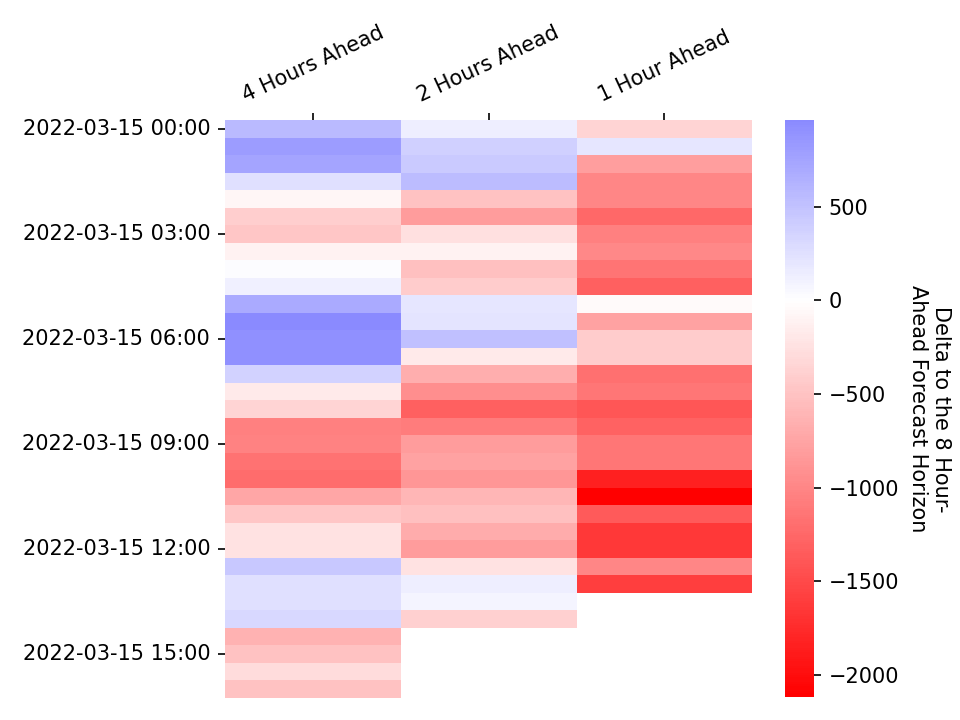 4 Hours Ahead
2 Hours Ahead
1 Hour Ahead
2022-03-15 00:00
2022-03-15 03:00
2022-03-15 06:00
2022-03-15 09:00
2022-03-15 12:00
2022-03-15 15:00
500
0
−500
−1000
−1500
−2000
Delta to the 8 Hour-
Ahead Forecast Horizon